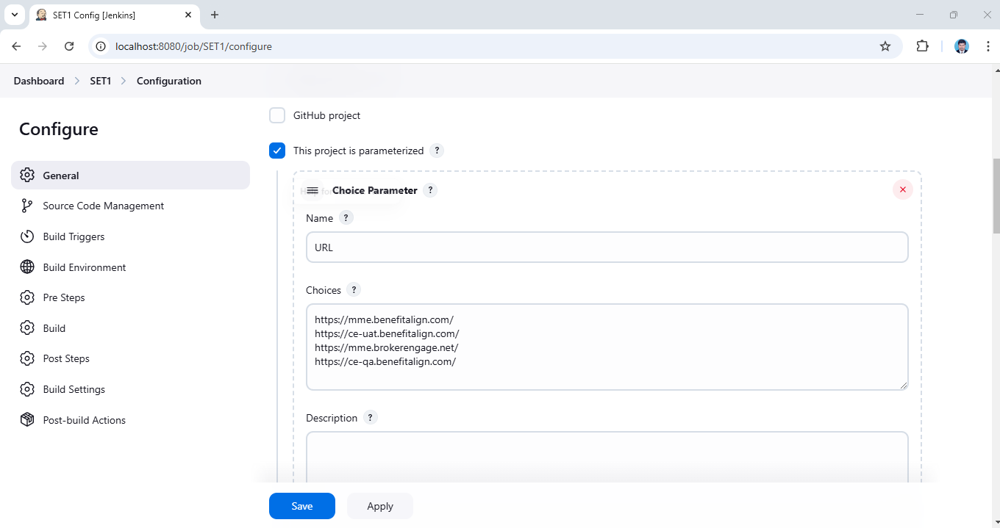 SET1 Config [Jenkins]
localhost:8080/job/SET1/configure
Dashboard
SET1
Configuration
Configure
General
Source Code Management
Build Triggers
Build Environment
Pre Steps
Build
Post Steps
Build Settings
Post-build Actions
GitHub project
This project is parameterized ?
Choice Parameter ?
Name ?
URL
Choices ?
https://mme.benefitalign.com/
https://ce-uat.benefitalign.com/
https://mme.brokerengage.net/
https://ce-qa.benefitalign.com/
Description ?
Save
Apply